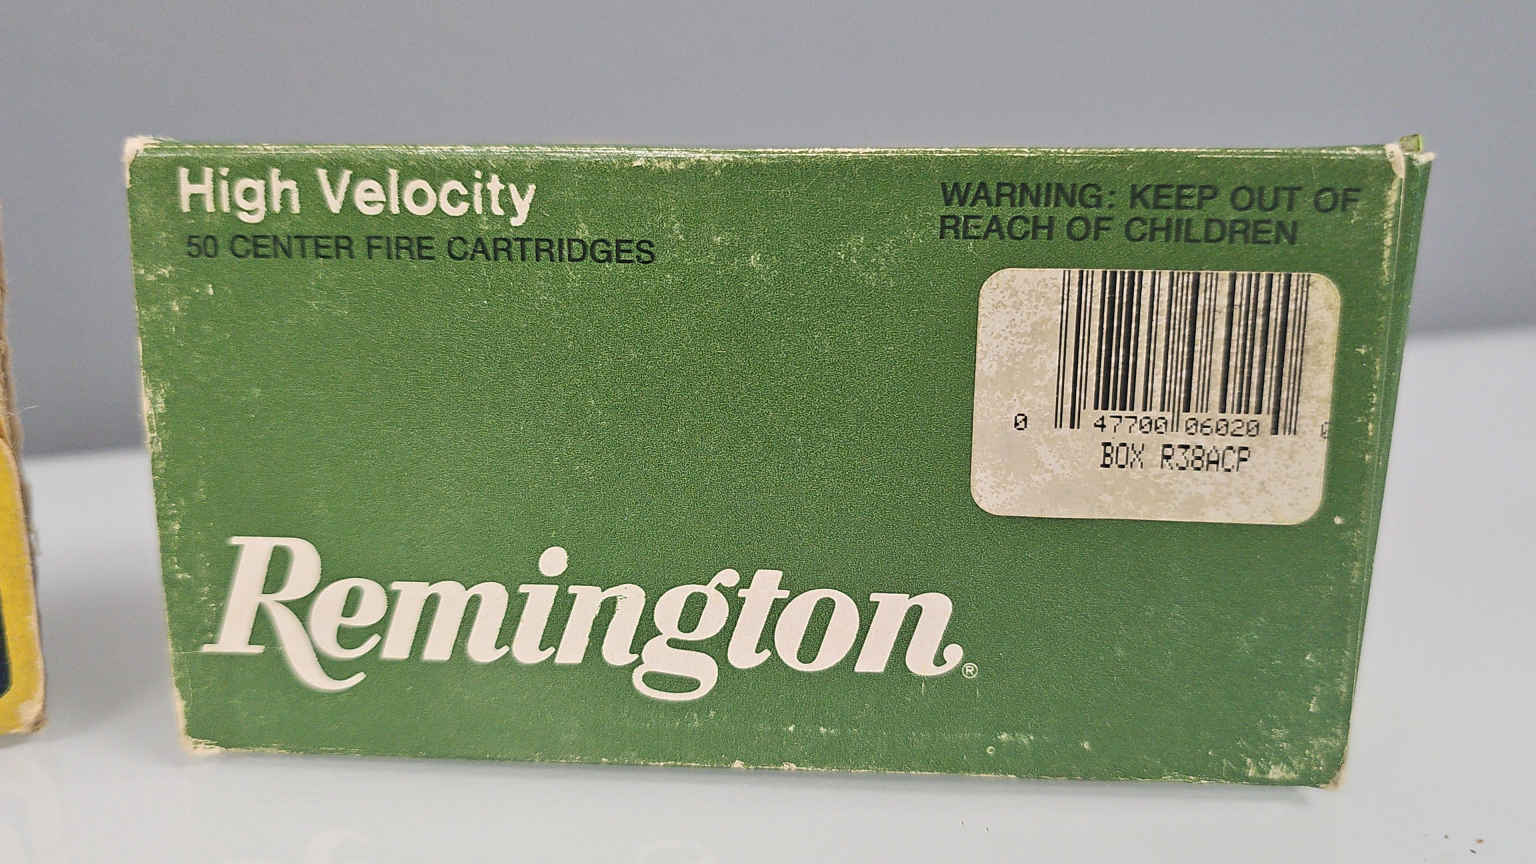 High Velocity
50 CENTER FIRE CARTRIDGES
WARNING: KEEP OUT OF
REACH OF CHILDREN
0 47700 06020
BOX R38ACP
Remington®